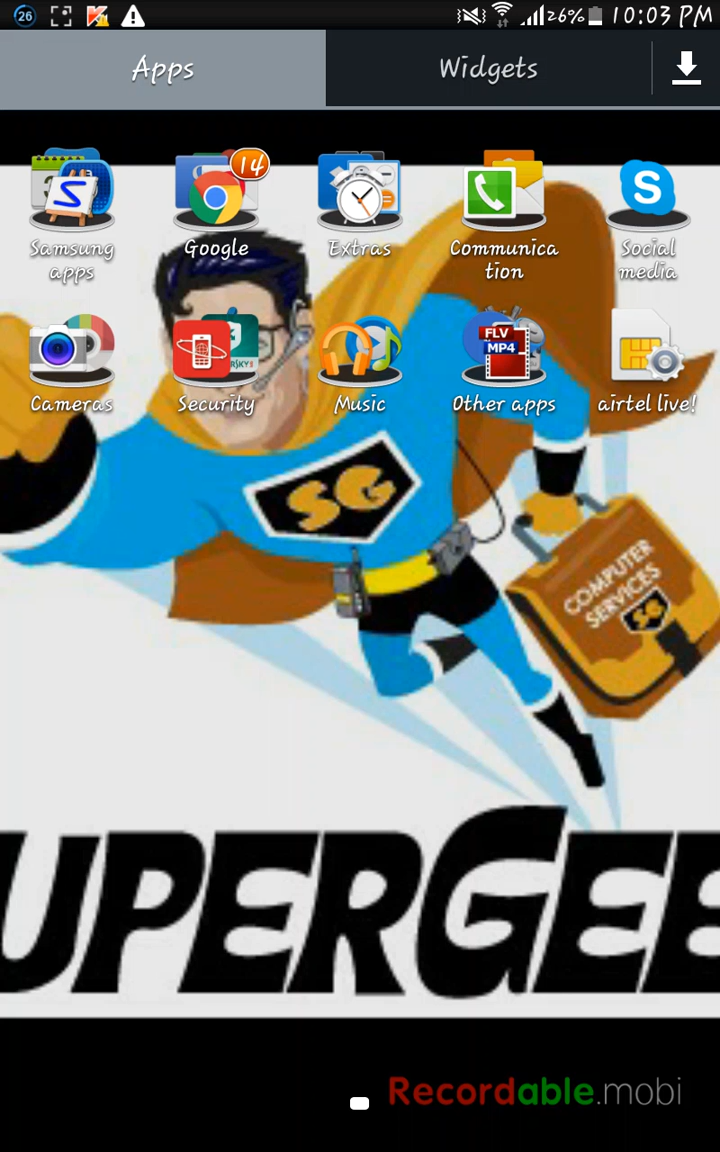 26
26% 10:03 PM
Apps Widgets
14
S
FLV
MP4
Samsung
apps
Google
Extras
Communica
tion
Social
media
Cameras
Security
Music
Other apps
airtel live!
SG
COMPUTER
SERVICES
SG
UPERGEE
Recordable.mobi